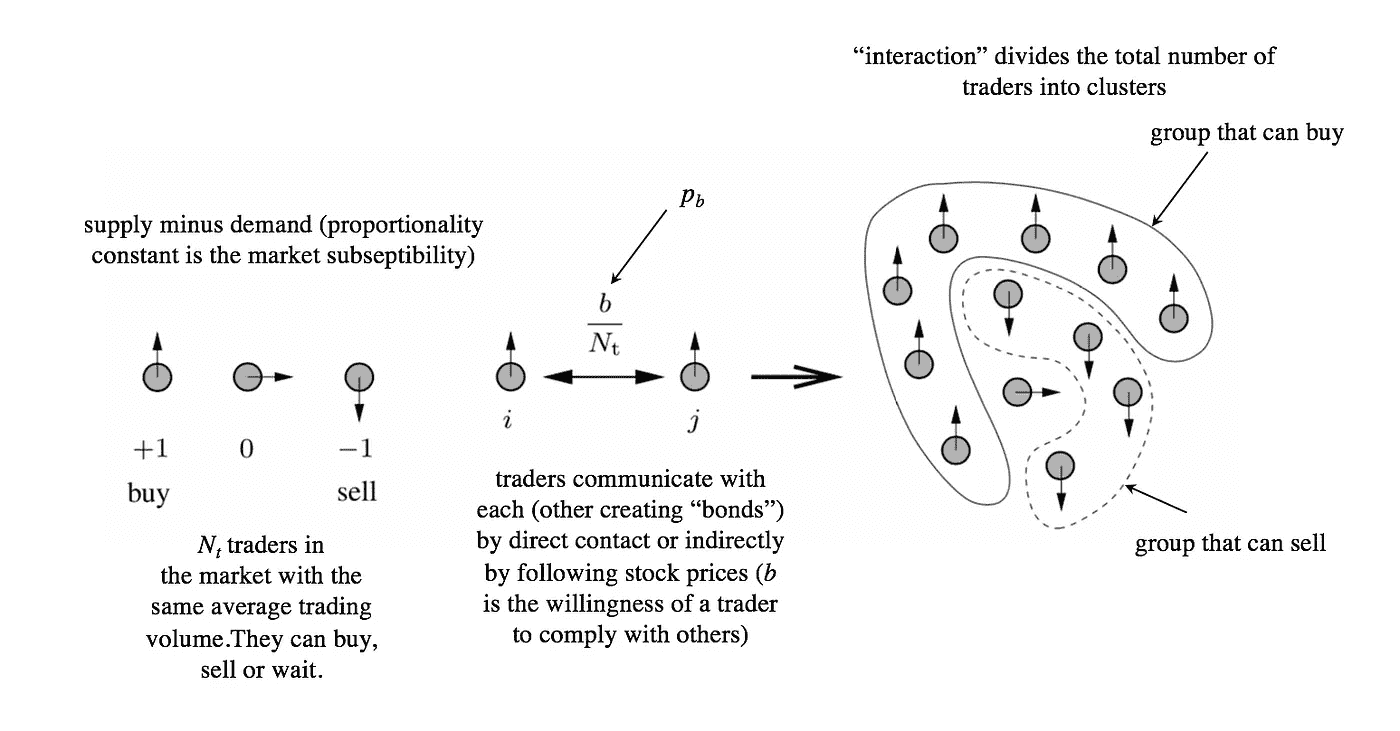 “interaction” divides the total number of
traders into clusters
group that can buy
p_b
supply minus demand (proportionality
constant is the market subseptibility)
b
N_t
+1
0
−1
buy
sell
i
j
N_t traders in
the market with the
same average trading
volume.They can buy,
sell or wait.
traders communicate with
each (other creating “bonds”)
by direct contact or indirectly
by following stock prices (b
is the willingness of a trader
to comply with others)
group that can sell